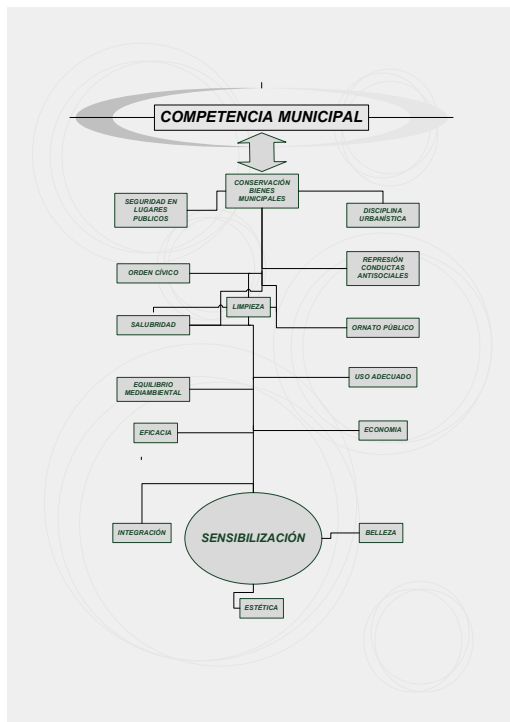 COMPETENCIA MUNICIPAL
CONSERVACIÓN
BIENES
MUNICIPALES
SEGURIDAD EN
LUGARES
PUBLICOS
DISCIPLINA
URBANÍSTICA
ORDEN CÍVICO
REPRESIÓN
CONDUCTAS
ANTISOCIALES
LIMPIEZA
SALUBRIDAD
ORNATO PÚBLICO
EQUILIBRIO
MEDIAMBIENTAL
USO ADECUADO
EFICACIA
ECONOMIA
INTEGRACIÓN
SENSIBILIZACIÓN
BELLEZA
ESTÉTICA